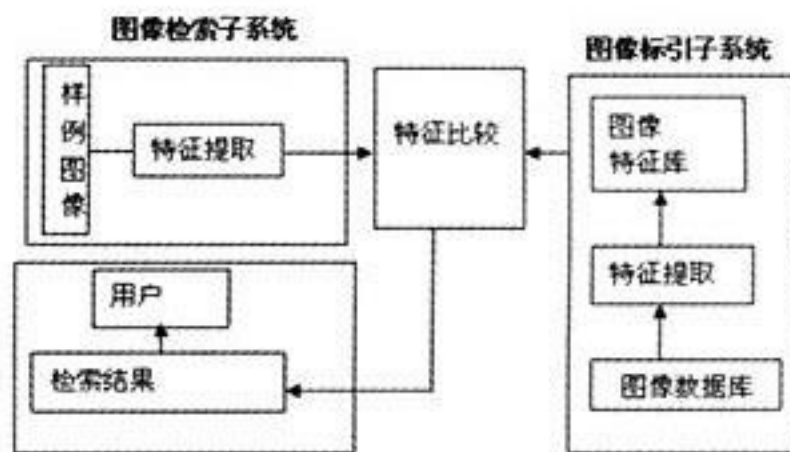 图像检索子系统
图像标引子系统
样例图像
特征提取
特征比较
图像
特征库
用户
特征提取
检索结果
图像数据库